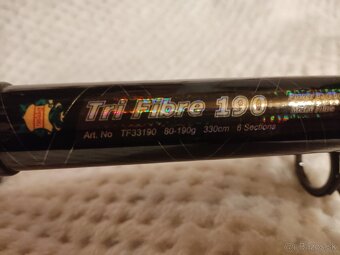 Tri Fibre 190
Art. No TF33190 80-190g 330cm 6 Sections